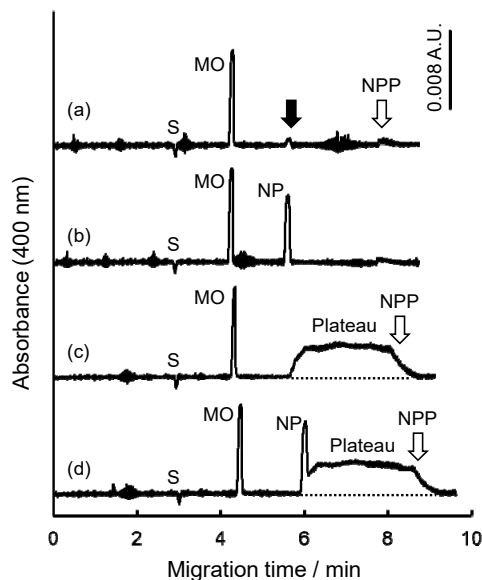 0.008 A.U.
MO
NPP
(a)
S
MO
NP
(b)
S
MO
NPP
Plateau
(c)
S
MO
NP
NPP
Plateau
(d)
S
Absorbance (400 nm)
0 2 4 6 8 10
Migration time / min